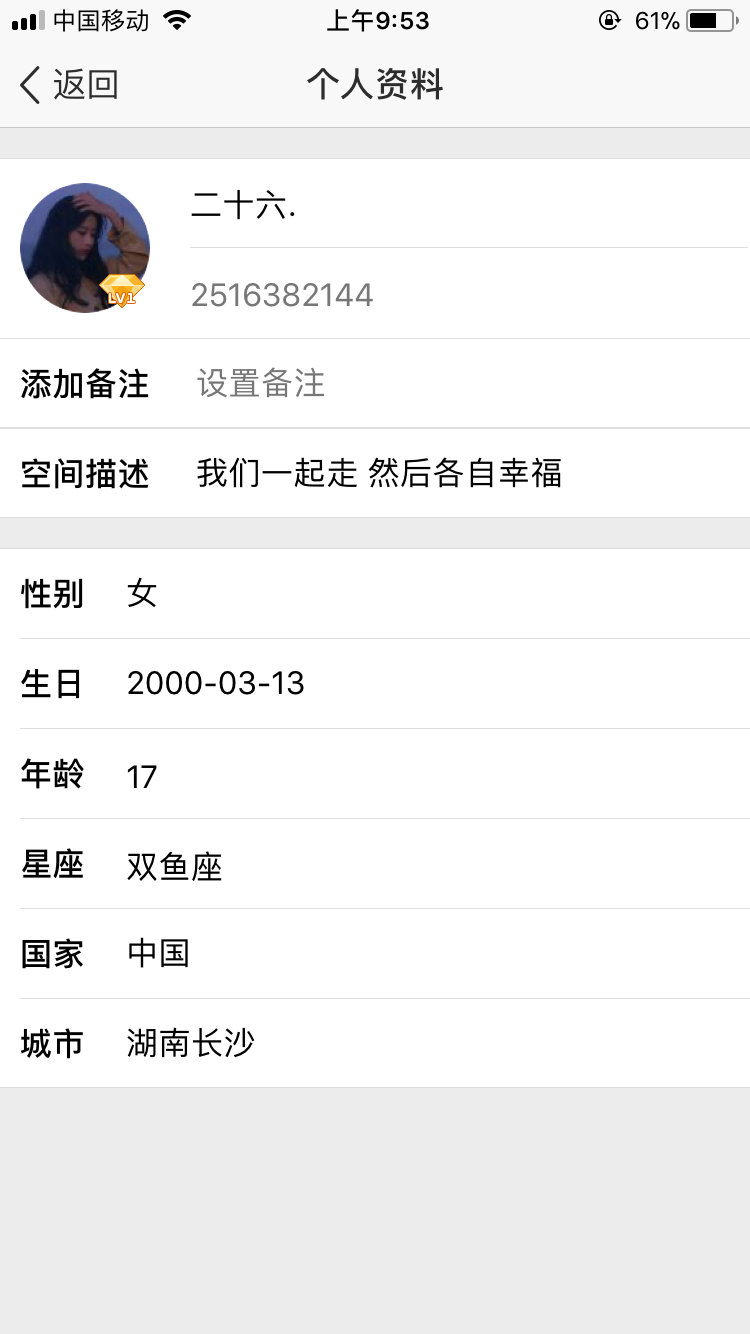 中国移动 上午9:53 61%
返回 个人资料
二十六.
LV1
2516382144
添加备注 设置备注
空间描述 我们一起走 然后各自幸福
性别 女
生日 2000-03-13
年龄 17
星座 双鱼座
国家 中国
城市 湖南长沙